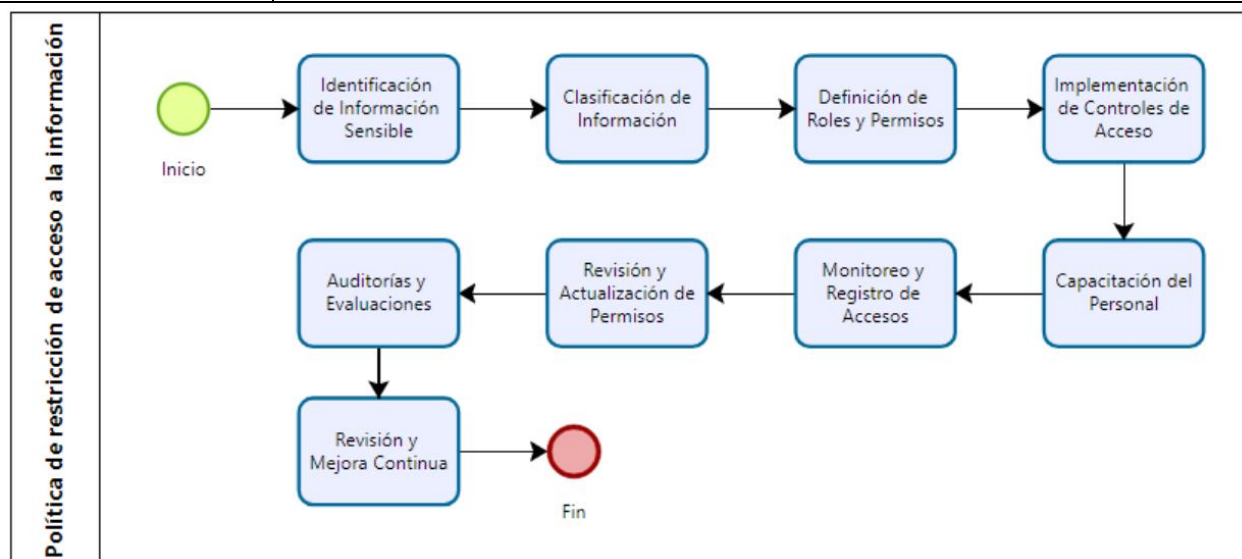 Política de restricción de acceso a la información
Identificación
de Información
Sensible
Clasificación de
Información
Definición de
Roles y Permisos
Implementación
de Controles de
Acceso
Inicio
Capacitación del
Personal
Monitoreo y
Registro de
Accesos
Revisión y
Actualización de
Permisos
Auditorías y
Evaluaciones
Revisión y
Mejora Continua
Fin